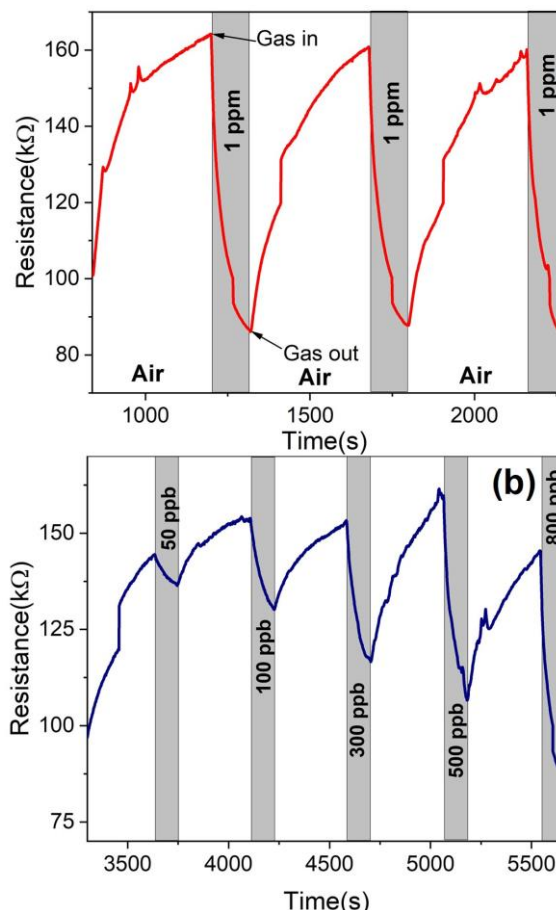 160
140
120
100
80
Resistance(kΩ)
Gas in
1 ppm
1 ppm
1 ppm
Gas out
Air
Air
Air
1000
1500
2000
Time(s)
(b)
150
125
100
75
Resistance(kΩ)
50 ppb
100 ppb
300 ppb
500 ppb
800 ppb
3500
4000
4500
5000
5500
Time(s)